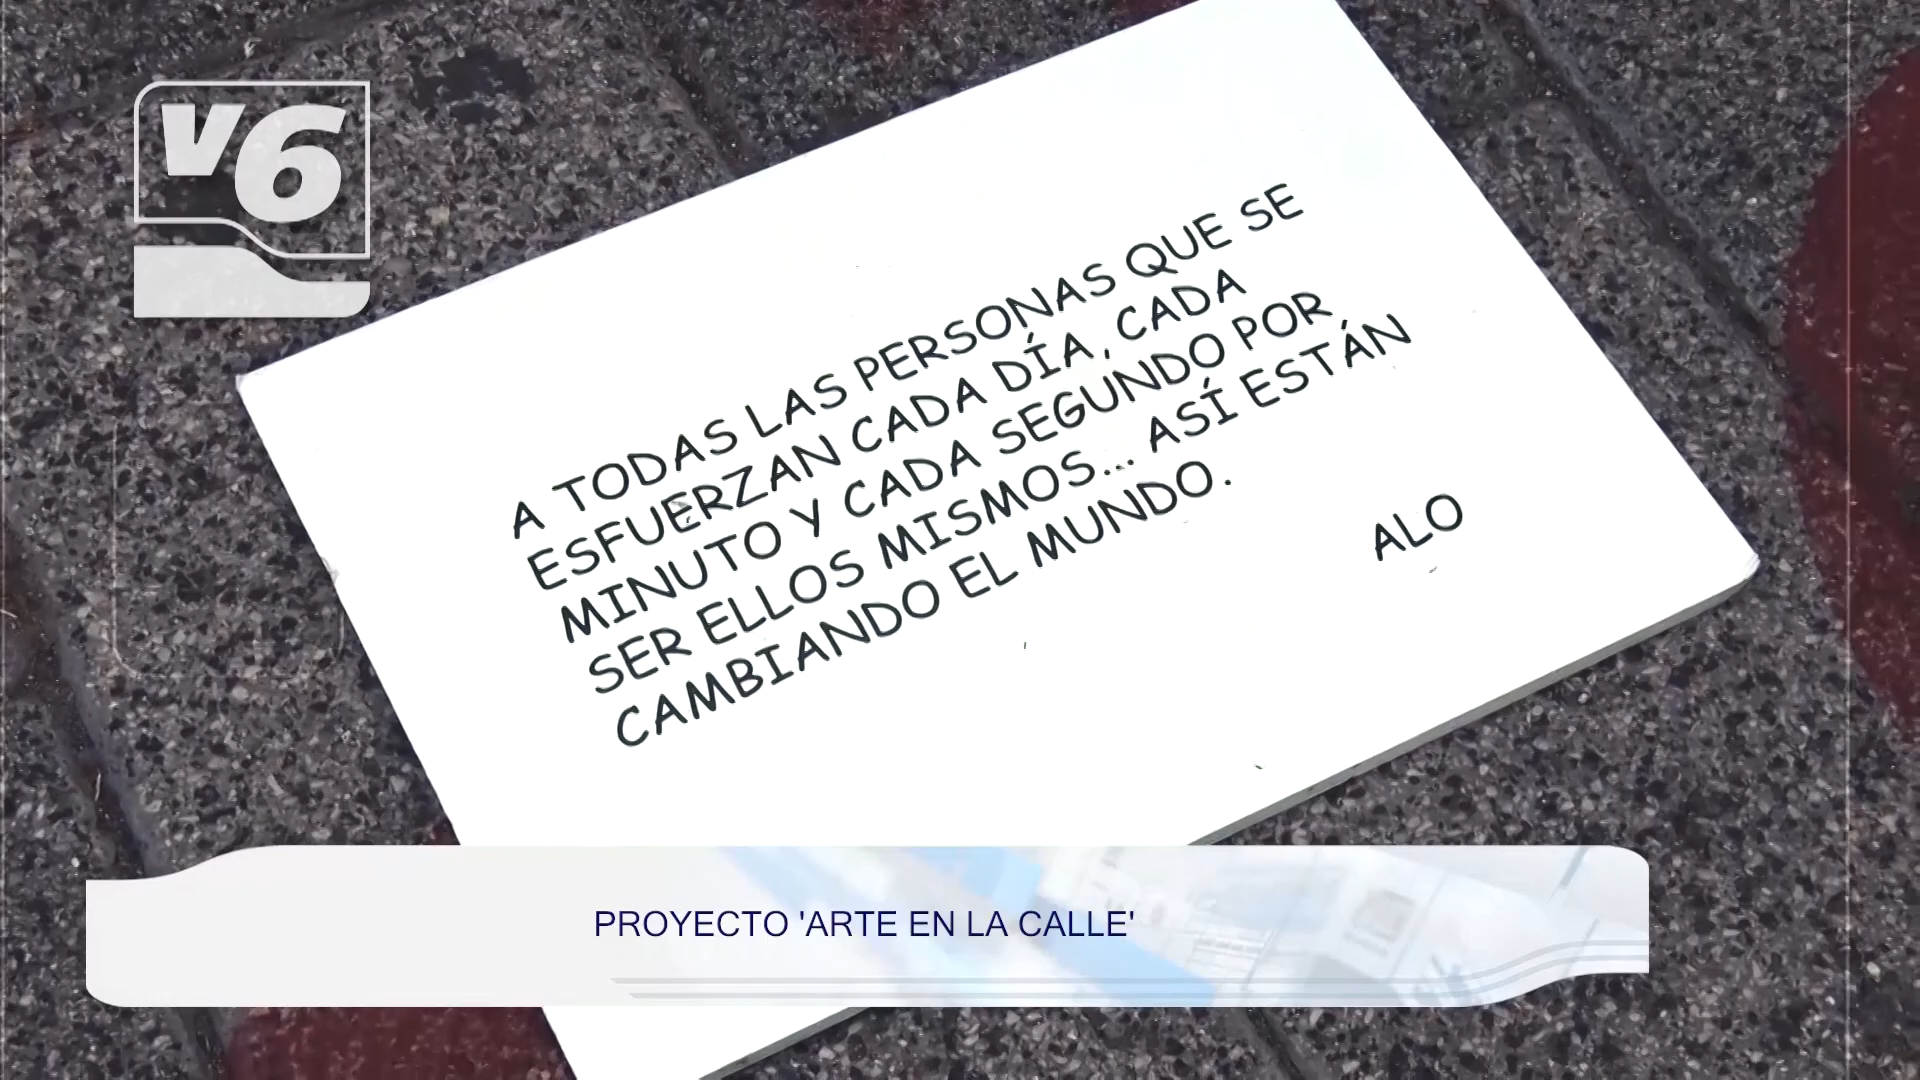 V6
A TODAS LAS PERSONAS QUE SE
ESFUERZAN CADA DÍA, CADA
MINUTO Y CADA SEGUNDO POR
SER ELLOS MISMOS... ASÍ ESTÁN
CAMBIANDO EL MUNDO.
ALO
PROYECTO 'ARTE EN LA CALLE'